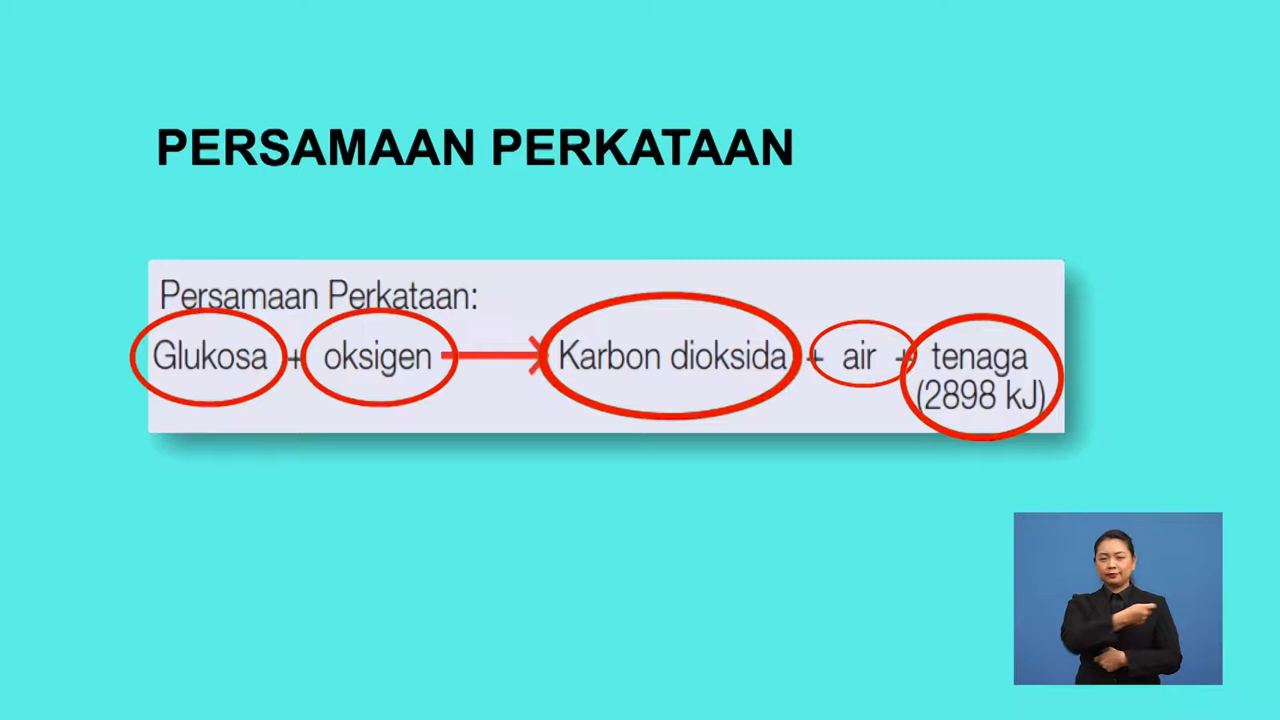 PERSAMAAN PERKATAAN
Persamaan Perkataan:
Glukosa + oksigen → Karbon dioksida + air + tenaga
(2898 kJ)